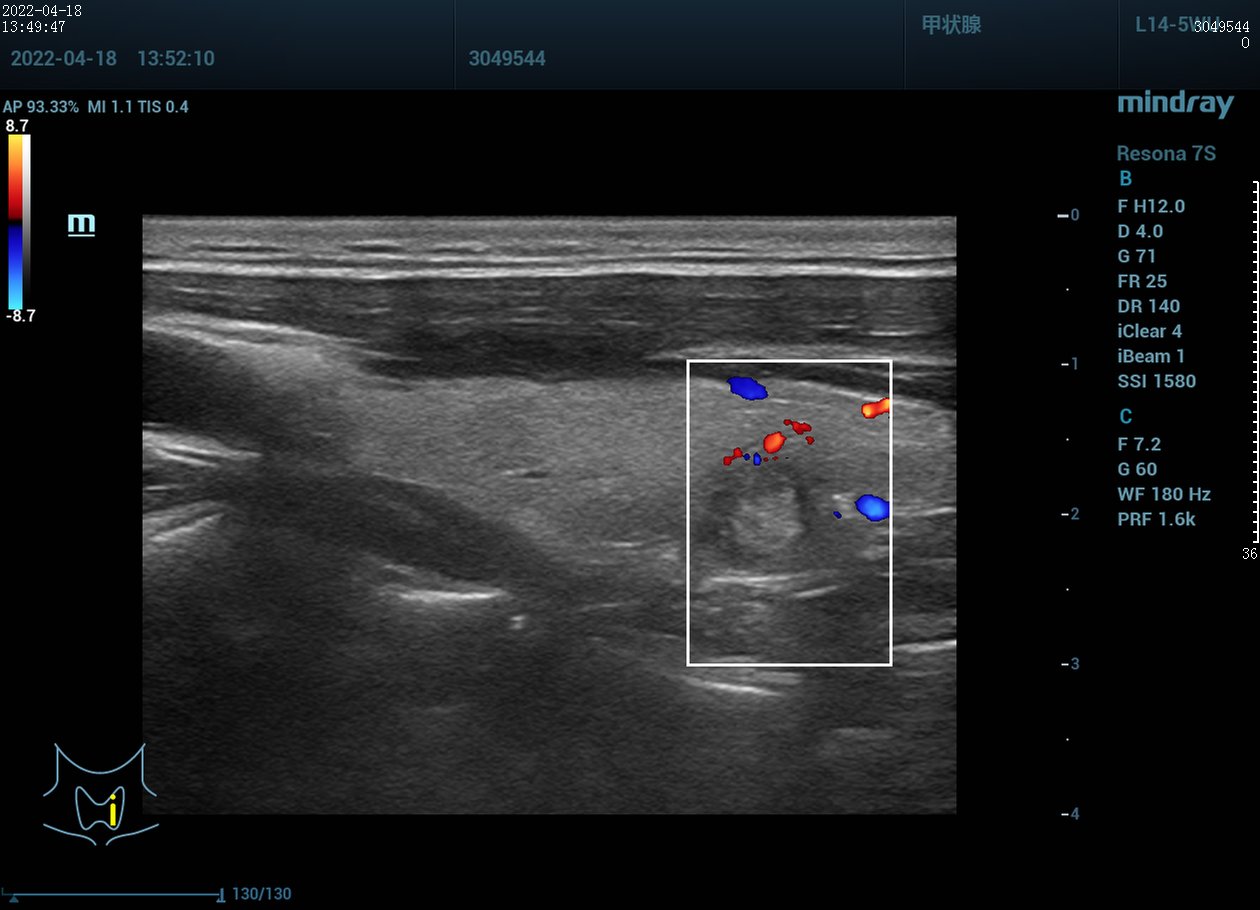 2022-04-18
13:49:47
2022-04-18 13:52:10
3049544
甲状腺
3049544
0
AP 93.33% MI 1.1 TIS 0.4
8.7
-8.7
m
mindray
Resona 7S
B
F H12.0
D 4.0
G 71
FR 25
DR 140
iClear 4
iBeam 1
SSI 1580
C
F 7.2
G 60
WF 180 Hz
PRF 1.6k
0
1
2
3
4
36
130/130